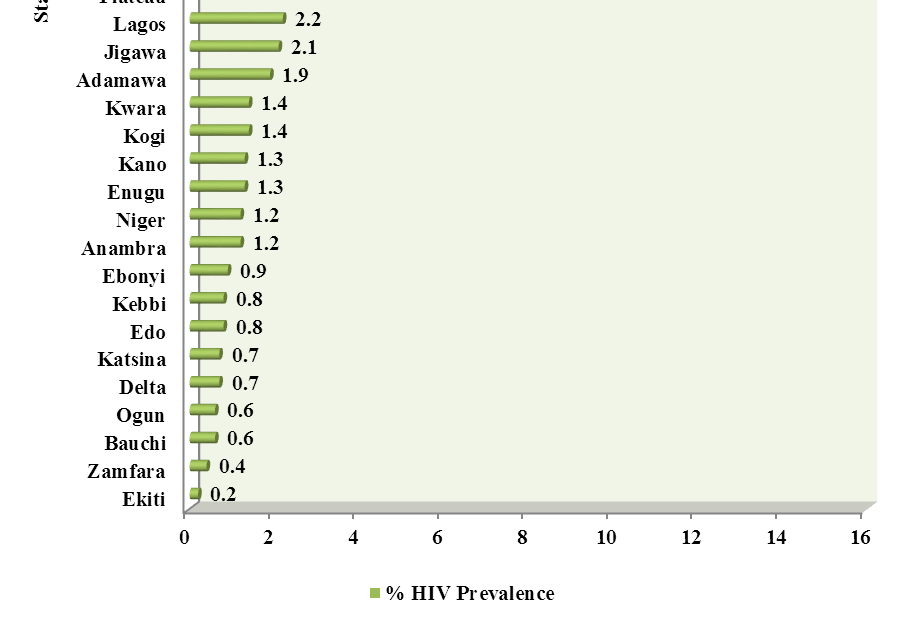 Lagos 2.2
Jigawa 2.1
Adamawa 1.9
Kwara 1.4
Kogi 1.4
Kano 1.3
Enugu 1.3
Niger 1.2
Anambra 1.2
Ebonyi 0.9
Kebbi 0.8
Edo 0.8
Katsina 0.7
Delta 0.7
Ogun 0.6
Bauchi 0.6
Zamfara 0.4
Ekiti 0.2
0 2 4 6 8 10 12 14 16
% HIV Prevalence